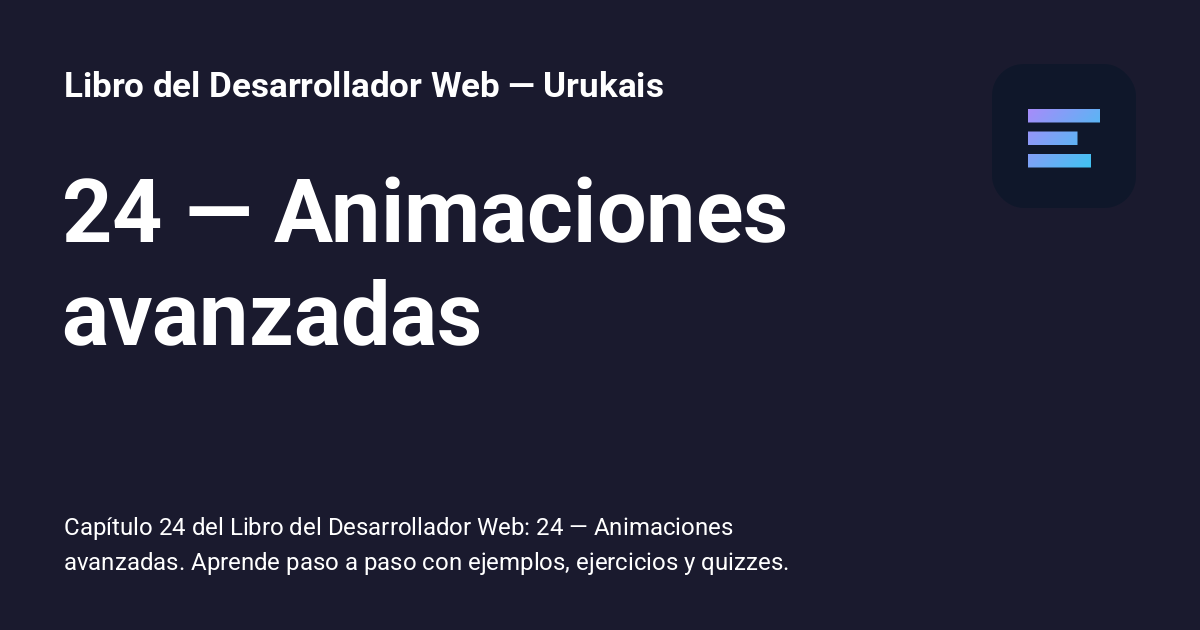 Libro del Desarrollador Web — Urukais
24 — Animaciones
avanzadas
Capítulo 24 del Libro del Desarrollador Web: 24 — Animaciones
avanzadas. Aprende paso a paso con ejemplos, ejercicios y quizzes.